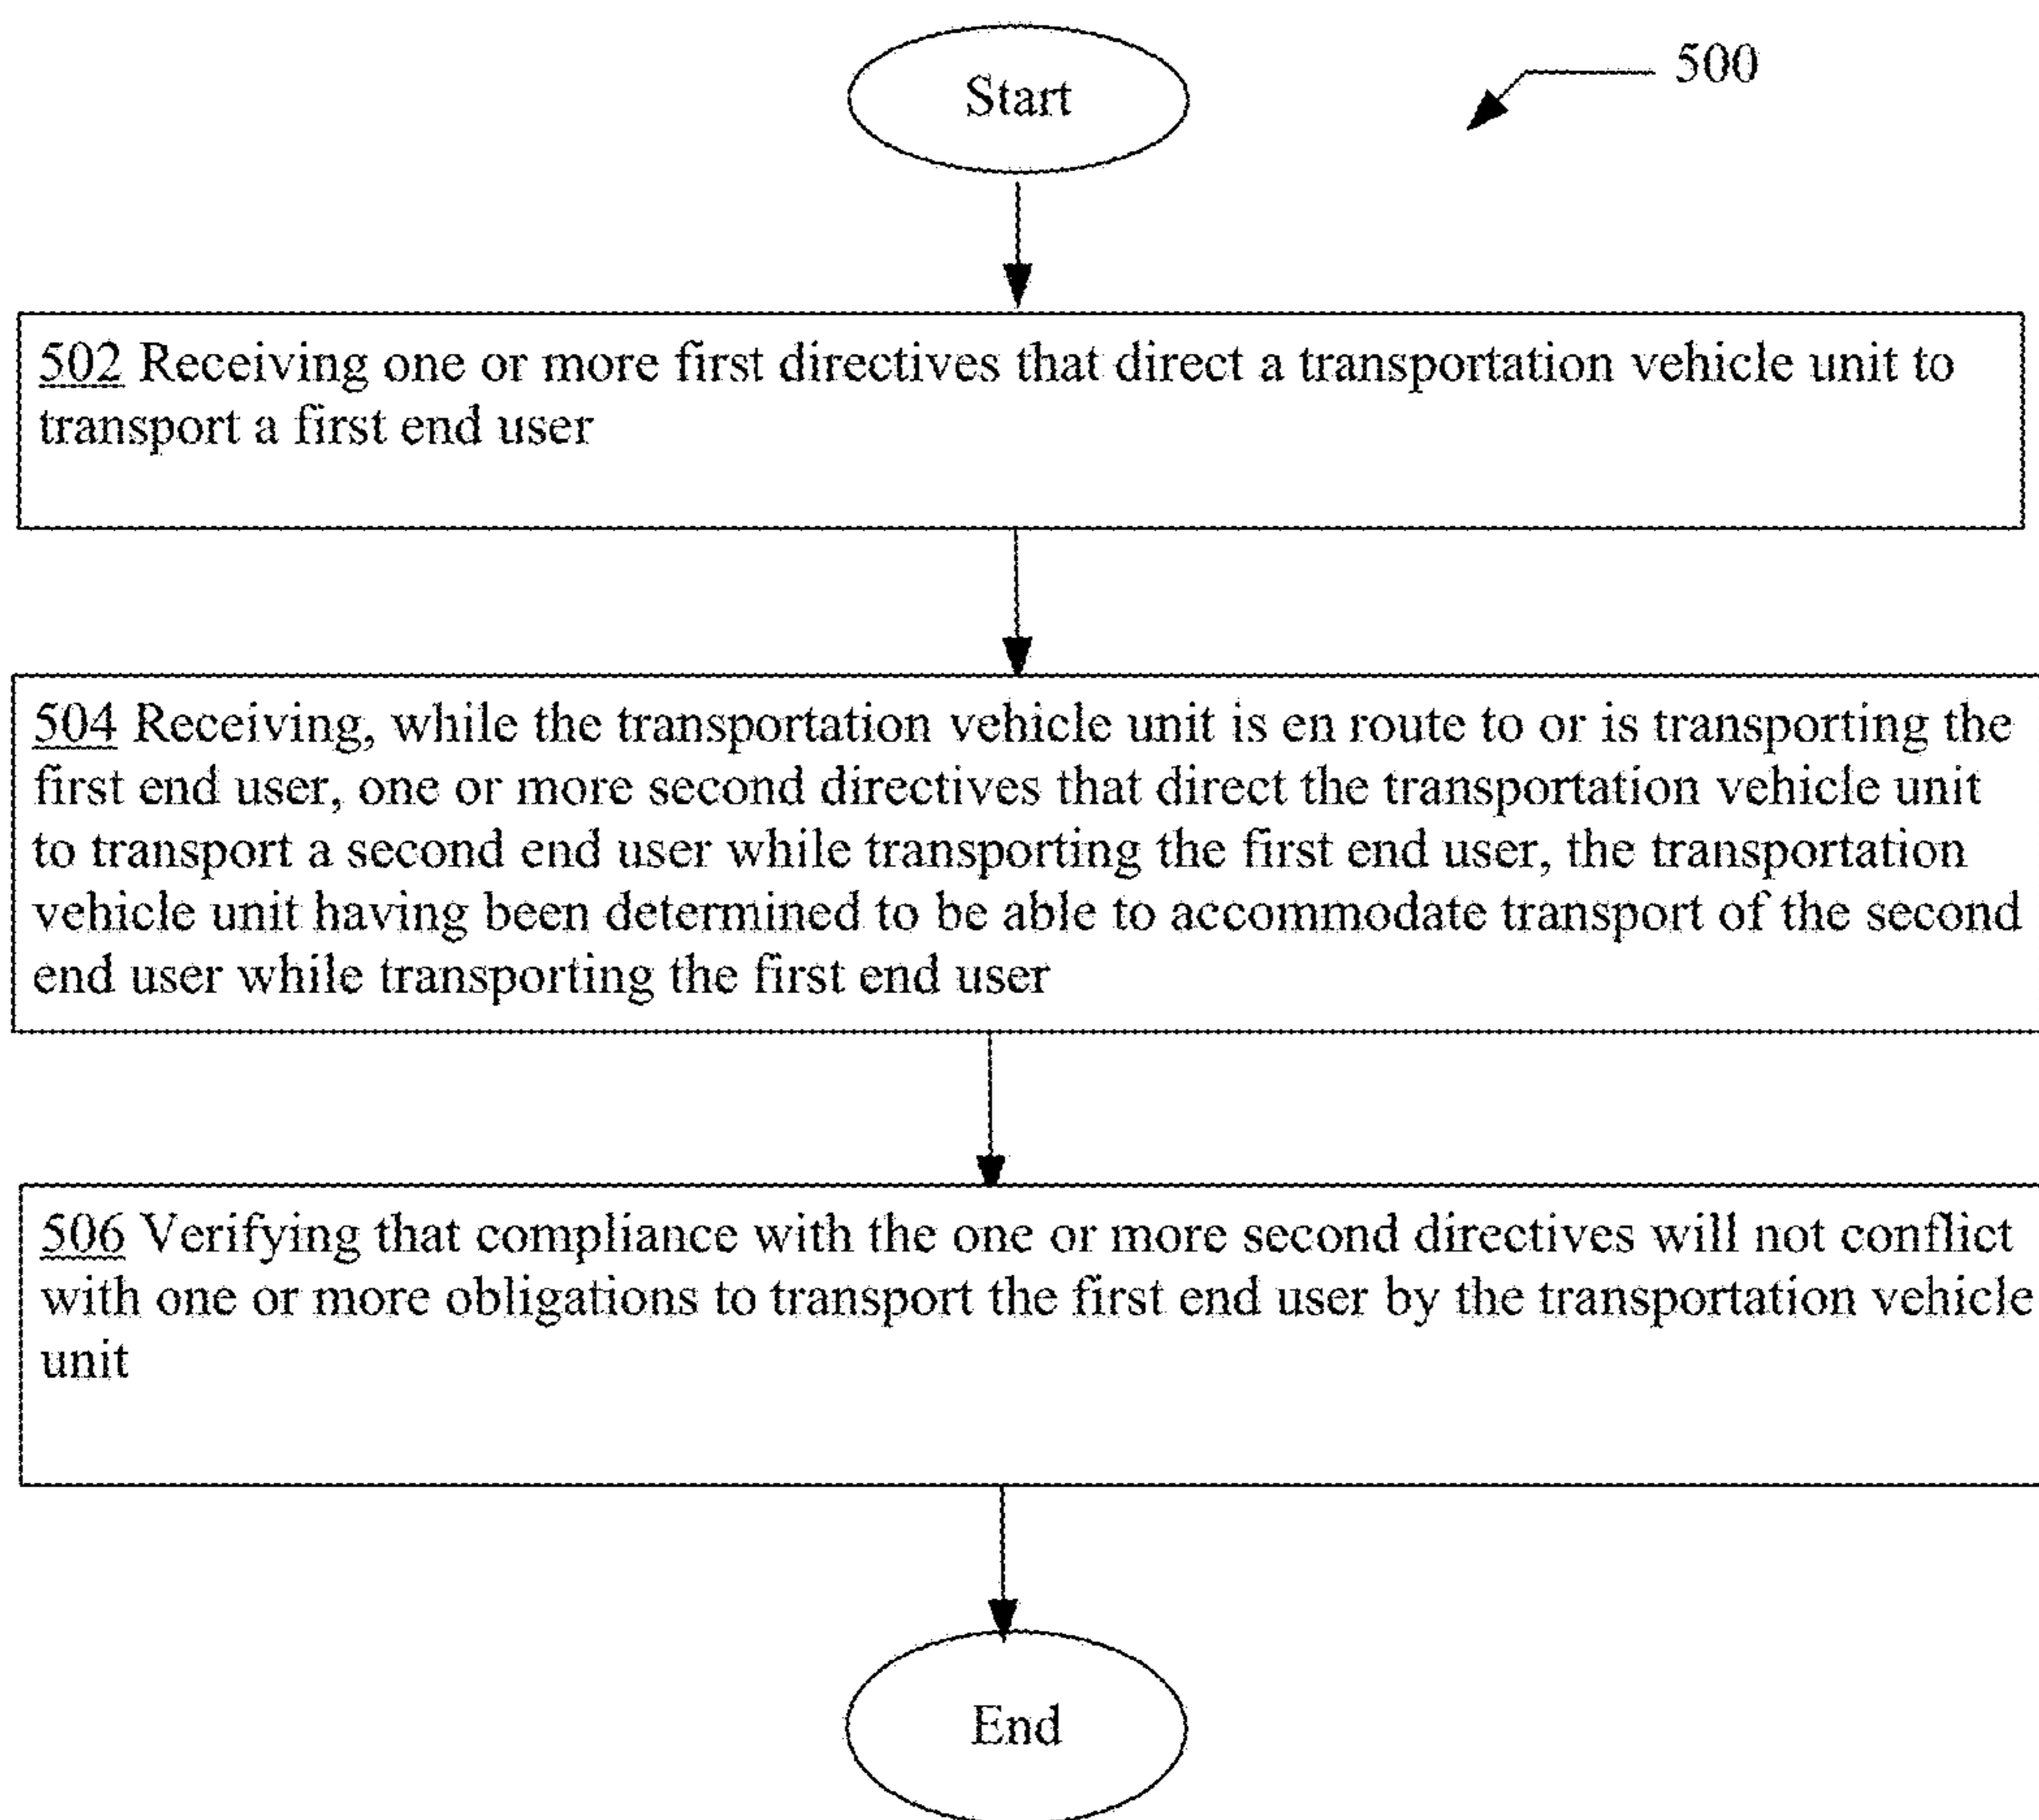 Start
500
502 Receiving one or more first directives that direct a transportation vehicle unit to
transport a first end user
504 Receiving, while the transportation vehicle unit is en route to or is transporting the
first end user, one or more second directives that direct the transportation vehicle unit
to transport a second end user while transporting the first end user, the transportation
vehicle unit having been determined to be able to accommodate transport of the second
end user while transporting the first end user
506 Verifying that compliance with the one or more second directives will not conflict
with one or more obligations to transport the first end user by the transportation vehicle
unit
End